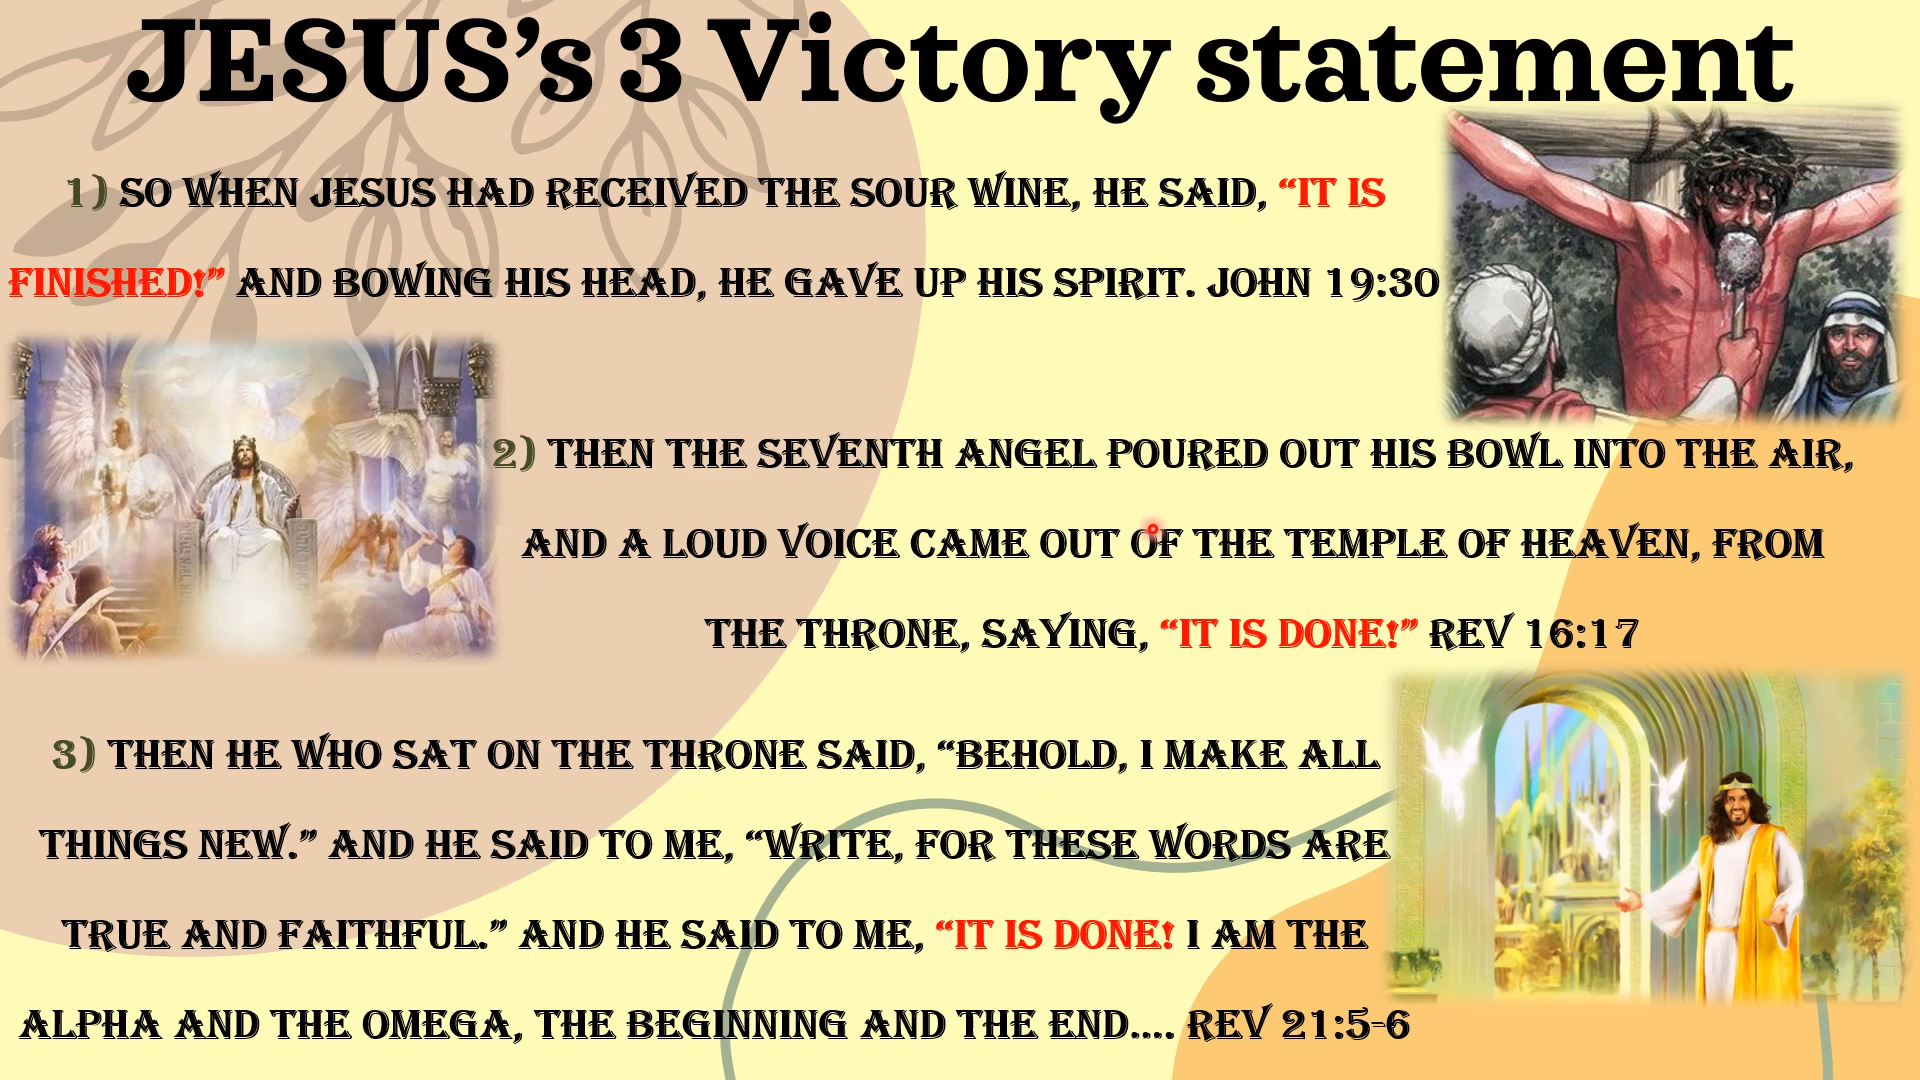 JESUS’s 3 Victory statement
1) SO WHEN JESUS HAD RECEIVED THE SOUR WINE, HE SAID, “IT IS
FINISHED!” AND BOWING HIS HEAD, HE GAVE UP HIS SPIRIT. JOHN 19:30
2) THEN THE SEVENTH ANGEL POURED OUT HIS BOWL INTO THE AIR,
AND A LOUD VOICE CAME OUT OF THE TEMPLE OF HEAVEN, FROM
THE THRONE, SAYING, “IT IS DONE!” REV 16:17
3) THEN HE WHO SAT ON THE THRONE SAID, “BEHOLD, I MAKE ALL
THINGS NEW.” AND HE SAID TO ME, “WRITE, FOR THESE WORDS ARE
TRUE AND FAITHFUL.” AND HE SAID TO ME, “IT IS DONE! I AM THE
ALPHA AND THE OMEGA, THE BEGINNING AND THE END.... REV 21:5-6